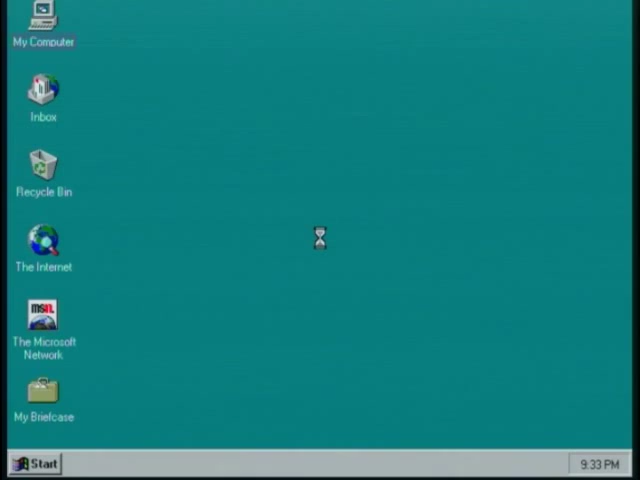 My Computer
Inbox
Recycle Bin
The Internet
msn.
The Microsoft
Network
My Briefcase
Start
9:33 PM